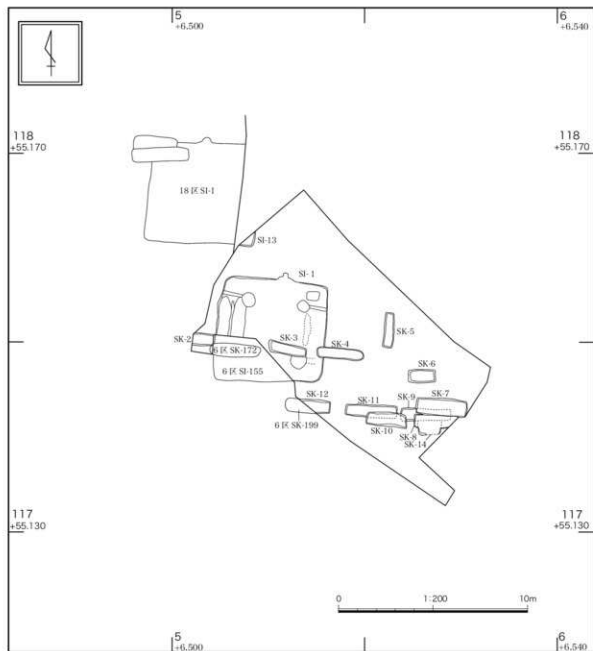 5
+6.500
6
+6.540
118
+55.170
118
+55.170
18区 SI-1
SI-13
SI-1
SK-5
SK-2
SK-3
SK-4
6区 SK-172
6区 SI-155
SK-6
SK-12
SK-11
SK-9
SK-7
6区 SK-199
SK-10
SK-8
SK-14
117
+55.130
117
+55.130
0
1:200
10m
5
+6.500
6
+6.540